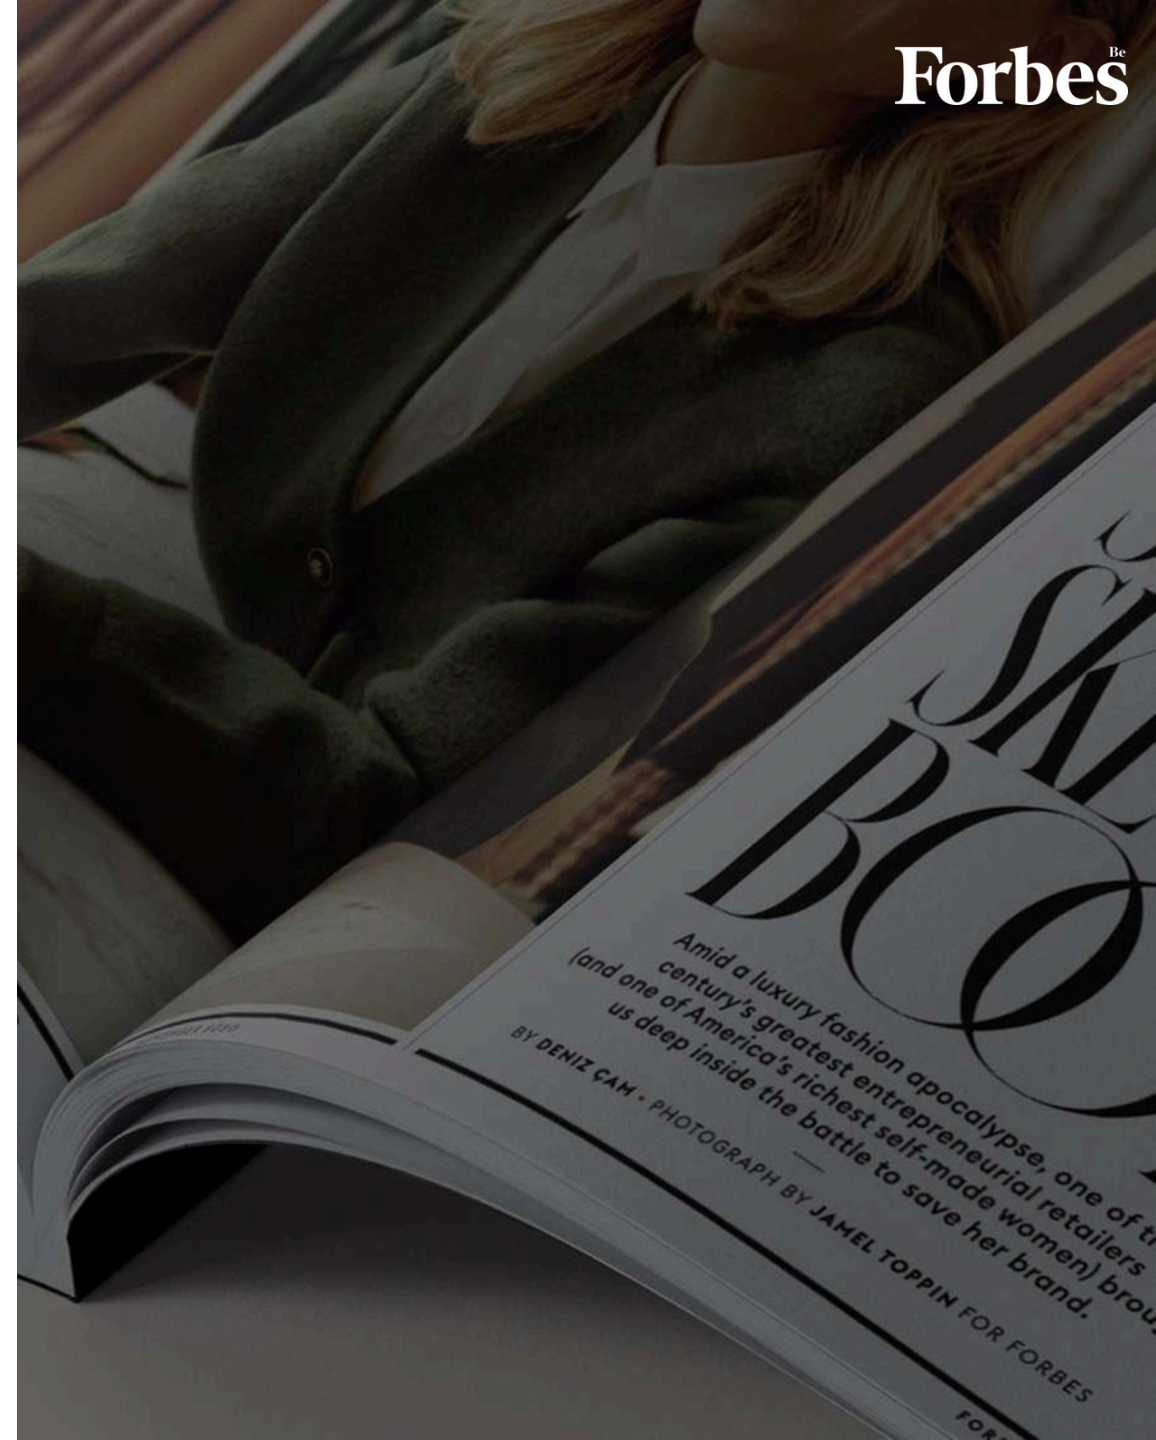 Forbes
Be
BOO
Amid a luxury fashion apocalypse, one of
century's greatest entrepreneurial retailers
(and one of America's richest self-made women)
us deep inside the battle to save her brand.
BY DENIZ ÇAM • PHOTOGRAPH BY JAMEL TOPPIN FOR FORBES